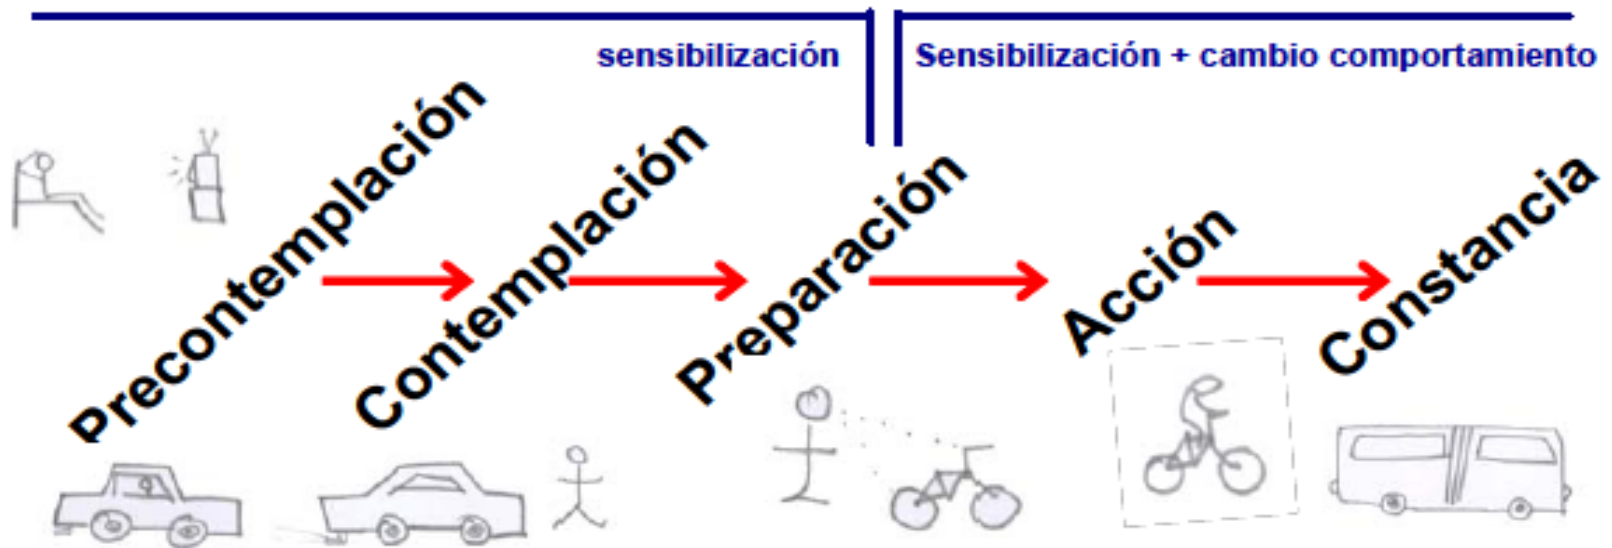 sensibilización
Sensibilización + cambio comportamiento
Precontemplación
Contemplación
Preparación
Acción
Constancia